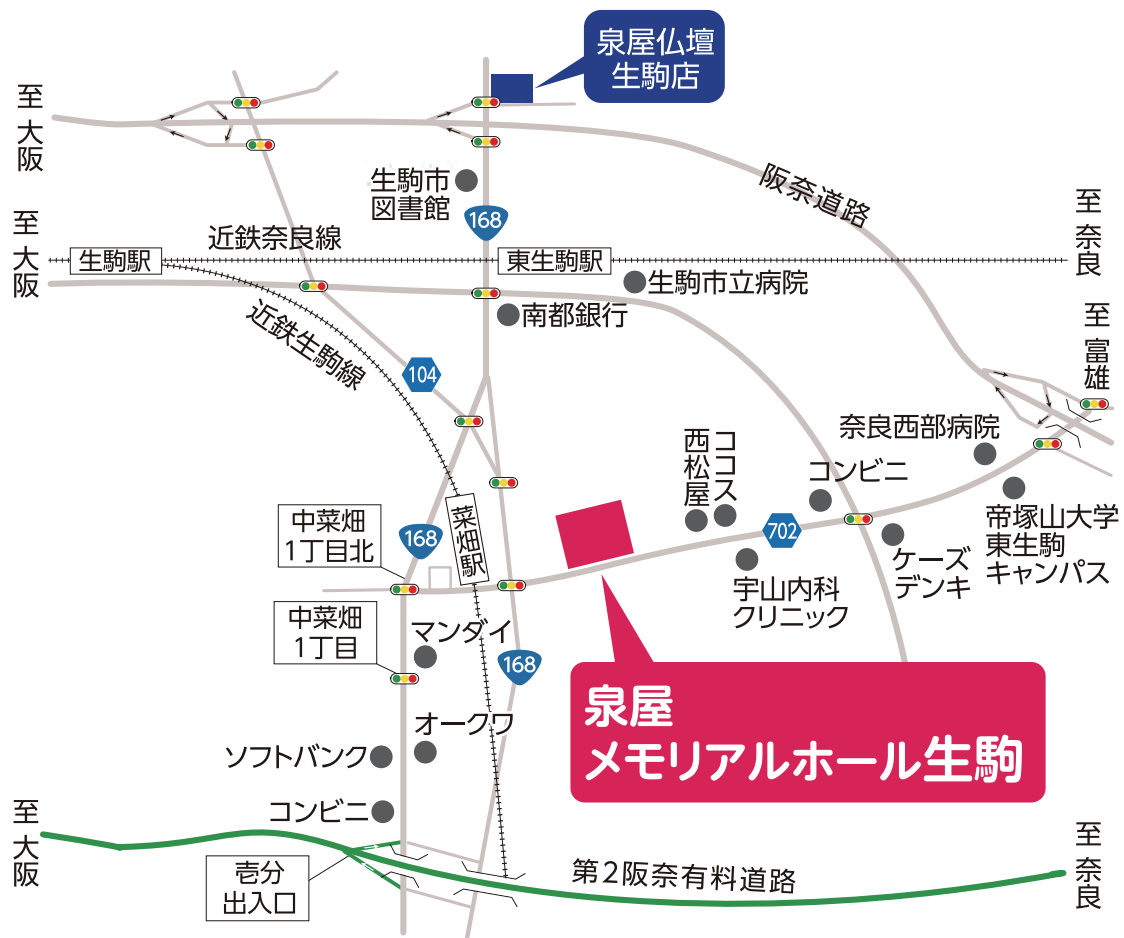 泉屋仏壇
生駒店
至大阪
阪奈道路
生駒市
図書館
168
至奈良
至大阪
近鉄奈良線
生駒駅
東生駒駅
生駒市立病院
南都銀行
近鉄生駒線
104
至富雄
奈良西部病院
西松屋
ココス
コンビニ
702
帝塚山大学
東生駒
キャンパス
ケーズ
デンキ
宇山内科
クリニック
中菜畑
1丁目北
168
菜畑駅
中菜畑
1丁目
マンダイ
168
泉屋
メモリアルホール生駒
オークワ
ソフトバンク
コンビニ
至大阪
壱分
出入口
第2阪奈有料道路
至奈良